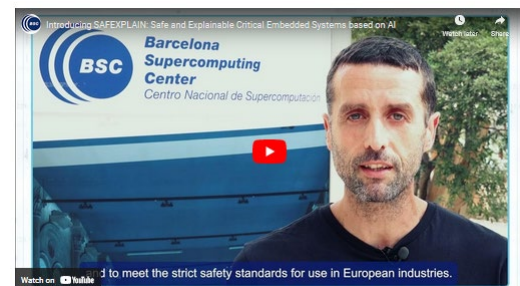 BSC
Introducing SAFEXPLAIN: Safe and Explainable Critical Embedded Systems based on AI
Watch later
Share
BSC
Barcelona
Supercomputing
Center
Centro Nacional de Supercomputación
and to meet the strict safety standards for use in European industries.
Watch on YouTube